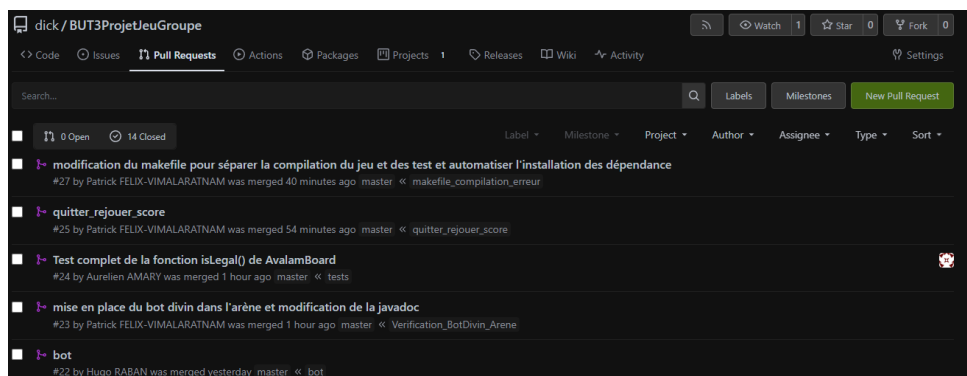 dick/BUT3ProjetJeuGroupe Watch 1 Star 0 Fork 0
Code Issues Pull Requests Actions Packages Projects 1 Releases Wiki Activity Settings
Search... Labels Milestones New Pull Request
0 Open 14 Closed Label Milestone Project Author Assignee Type Sort
modification du makefile pour séparer la compilation du jeu et des test et automatiser l'installation des dépendance
#27 by Patrick FELIX-VIMALARATNAM was merged 40 minutes ago master « makefile_compilation_erreur
quitter_rejouer_score
#25 by Patrick FELIX-VIMALARATNAM was merged 54 minutes ago master « quitter_rejouer_score
Test complet de la fonction isLegal() de AvalamBoard
#24 by Aurelien AMARY was merged 1 hour ago master « tests
mise en place du bot divin dans l'arène et modification de la javadoc
#23 by Patrick FELIX-VIMALARATNAM was merged 1 hour ago master « Verification_BotDivin_Arene
bot
#22 by Hugo RABAN was merged yesterday master « bot